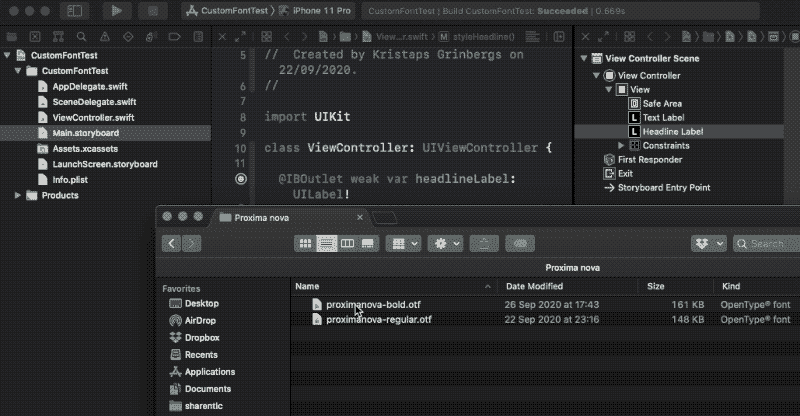 CustomFontTest
iPhone 11 Pro
CustomFontTest | Build CustomFontTest: Succeeded | 0.669s
View...r.swift
M styleHeadline()
CustomFontTest
CustomFontTest
AppDelegate.swift
SceneDelegate.swift
ViewController.swift
Main.storyboard
Assets.xcassets
LaunchScreen.storyboard
Info.plist
Products
5 // Created by Kristaps Grinbergs on
22/09/2020.
6 //
7
8 import UIKit
9
10 class ViewController: UIViewController {
11
@IBOutlet weak var headlineLabel:
UILabel!
View Controller Scene
View Controller
View
Safe Area
L Text Label
L Headline Label
Constraints
First Responder
Exit
Storyboard Entry Point
Proxima nova
Search
Proxima nova
Favorites
Desktop
AirDrop
Dropbox
Recents
Applications
Documents
sharentic
Name Date Modified Size Kind
proximanova-bold.otf 26 Sep 2020 at 17:43 161 KB OpenType® font
proximanova-regular.otf 22 Sep 2020 at 23:16 148 KB OpenType® font